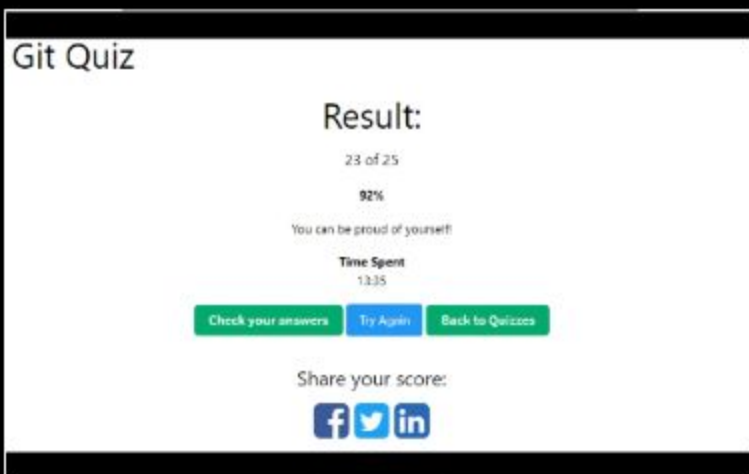 Git Quiz
Result:
23 of 25
92%
You can be proud of yourself!
Time Spent
13:35
Check your answers Try Again Back to Quizzes
Share your score:
f in